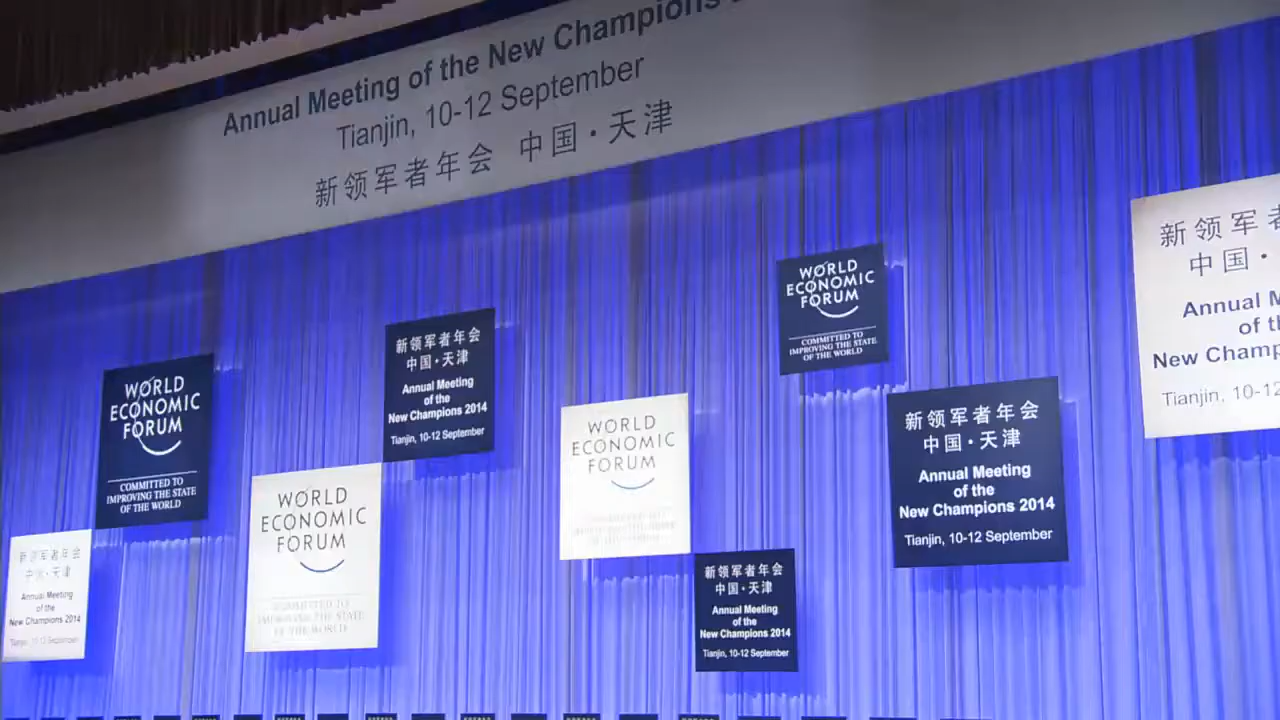 Annual Meeting of the New Champions
Tianjin, 10-12 September
新领军者年会 中国·天津
WORLD
ECONOMIC
FORUM
COMMITTED TO
IMPROVING THE STATE
OF THE WORLD
新领军者年会
中国·天津
Annual Meeting
of the
New Champions 2014
Tianjin, 10-12 September
WORLD
ECONOMIC
FORUM
COMMITTED TO
IMPROVING THE STATE
OF THE WORLD
新领军者年会
中国·天津
Annual Meeting
of the
New Champions 2014
Tianjin, 10-12 September
WORLD
ECONOMIC
FORUM
新领军者年会
中国·天津
Annual Meeting
of the
New Champions 2014
Tianjin, 10-12 September
WORLD
ECONOMIC
FORUM
COMMITTED TO
IMPROVING THE STATE
OF THE WORLD
新领军者年会
中国·天津
Annual Meeting
of the
New Champions 2014
Tianjin, 10-12 September
新领军
中国·
Annual
of
New
Tianjin, 10-12